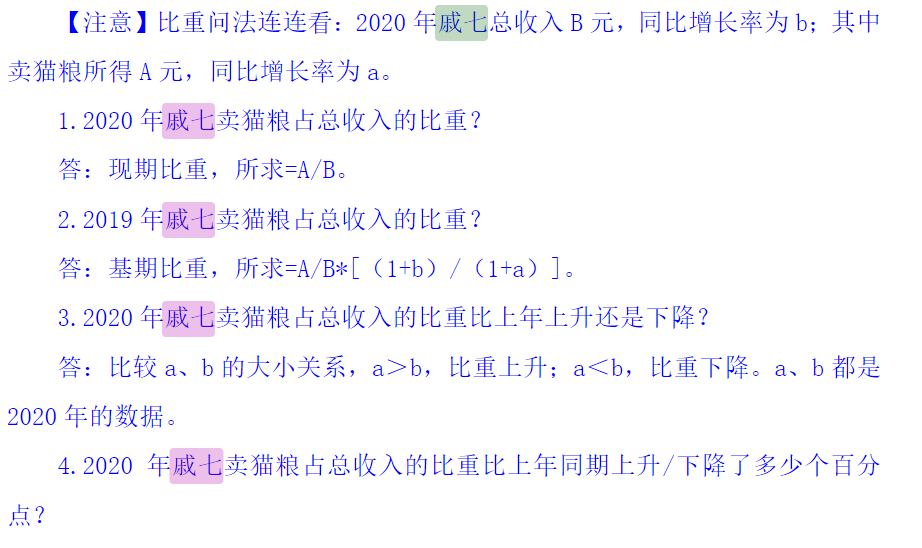 【注意】比重问法连连看：2020 年戚七总收入 B 元，同比增长率为 b；其中
卖猫粮所得 A 元，同比增长率为 a。
1.2020 年戚七卖猫粮占总收入的比重？
答：现期比重，所求=A/B。
2.2019 年戚七卖猫粮占总收入的比重？
答：基期比重，所求=A/B*[（1+b）/（1+a）]。
3.2020 年戚七卖猫粮占总收入的比重比上年上升还是下降？
答：比较 a、b 的大小关系，a＞b，比重上升；a＜b，比重下降。a、b 都是
2020 年的数据。
4.2020 年戚七卖猫粮占总收入的比重比上年同期上升/下降了多少个百分
点？